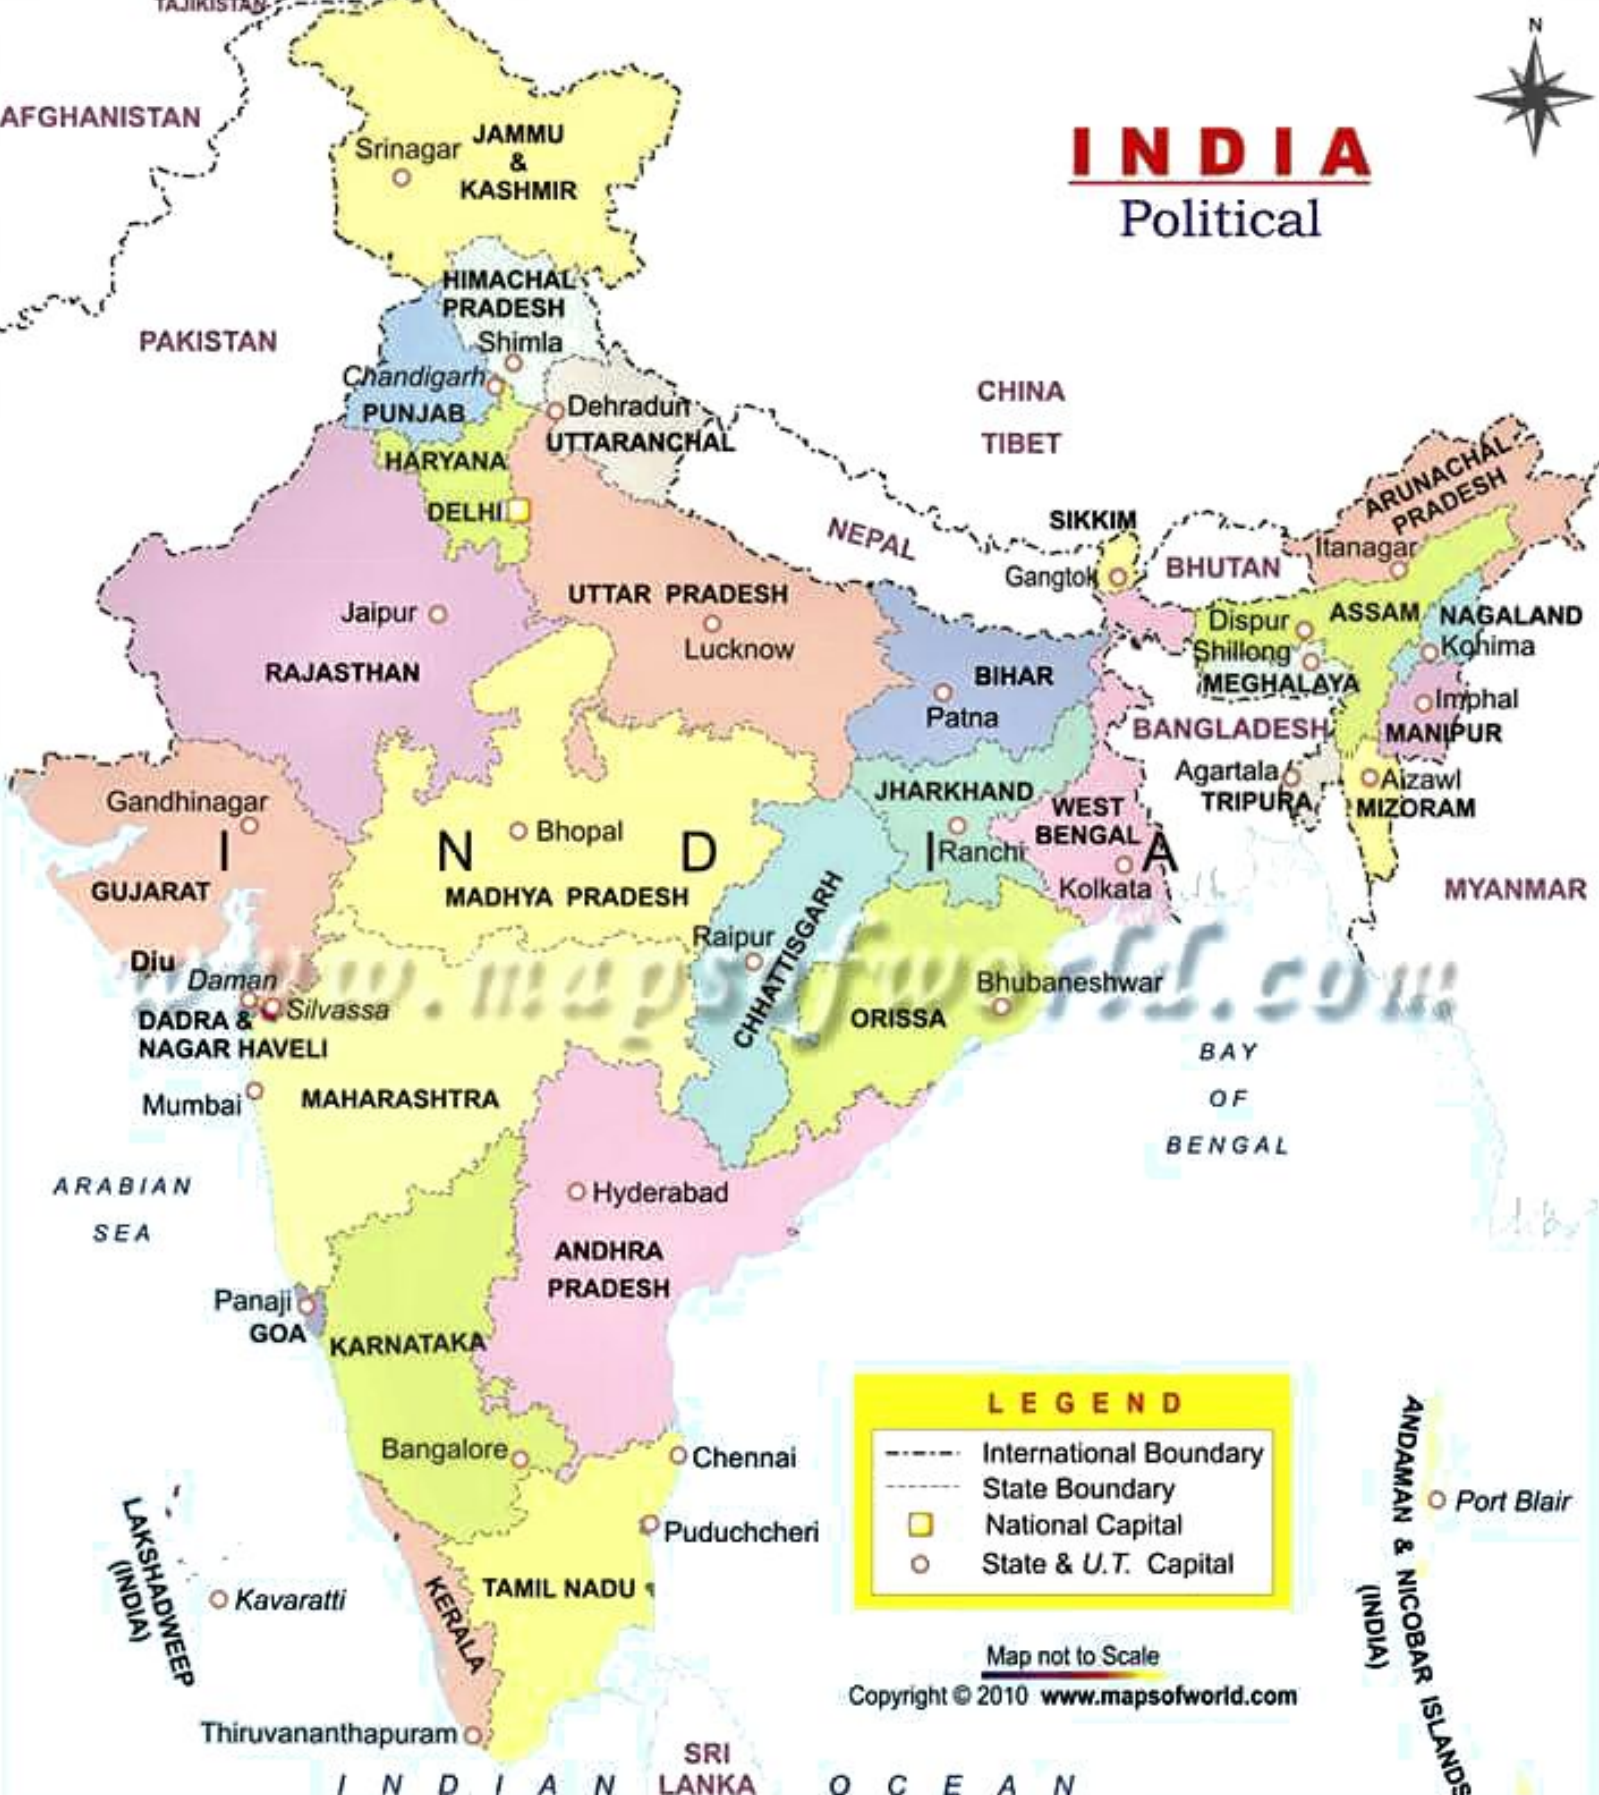 TAJIKISTAN
N
AFGHANISTAN
JAMMU
&
KASHMIR
Srinagar
INDIA
Political
HIMACHAL
PRADESH
PAKISTAN
Shimla
Chandigarh
PUNJAB
Dehradun
UTTARANCHAL
CHINA
TIBET
HARYANA
DELHI
NEPAL
SIKKIM
Gangtok
BHUTAN
ARUNACHAL
PRADESH
Itanagar
UTTAR PRADESH
Lucknow
Jaipur
RAJASTHAN
Dispur
ASSAM
NAGALAND
Shillong
Kohima
MEGHALAYA
BIHAR
Patna
Imphal
MANIPUR
BANGLADESH
Agartala
TRIPURA
Aizawl
MIZORAM
Gandhinagar
JHARKHAND
WEST
BENGAL
Bhopal
I N D I A
Ranchi
GUJARAT
MADHYA PRADESH
Kolkata
MYANMAR
Raipur
CHHATTISGARH
Diu
Daman
Silvassa
www.mapsofworld.com
Bhubaneshwar
DADRA &
NAGAR HAVELI
ORISSA
BAY
OF
BENGAL
Mumbai
MAHARASHTRA
ARABIAN
SEA
Hyderabad
ANDHRA
PRADESH
Panaji
GOA
KARNATAKA
Bangalore
Chennai
LEGEND
International Boundary
State Boundary
National Capital
State & U.T. Capital
Puduchcheri
ANDAMAN & NICOBAR ISLANDS
(INDIA)
Port Blair
LAKSHADWEEP
(INDIA)
Kavaratti
TAMIL NADU
KERALA
Map not to Scale
Copyright © 2010 www.mapsofworld.com
Thiruvananthapuram
SRI
LANKA
INDIAN OCEAN